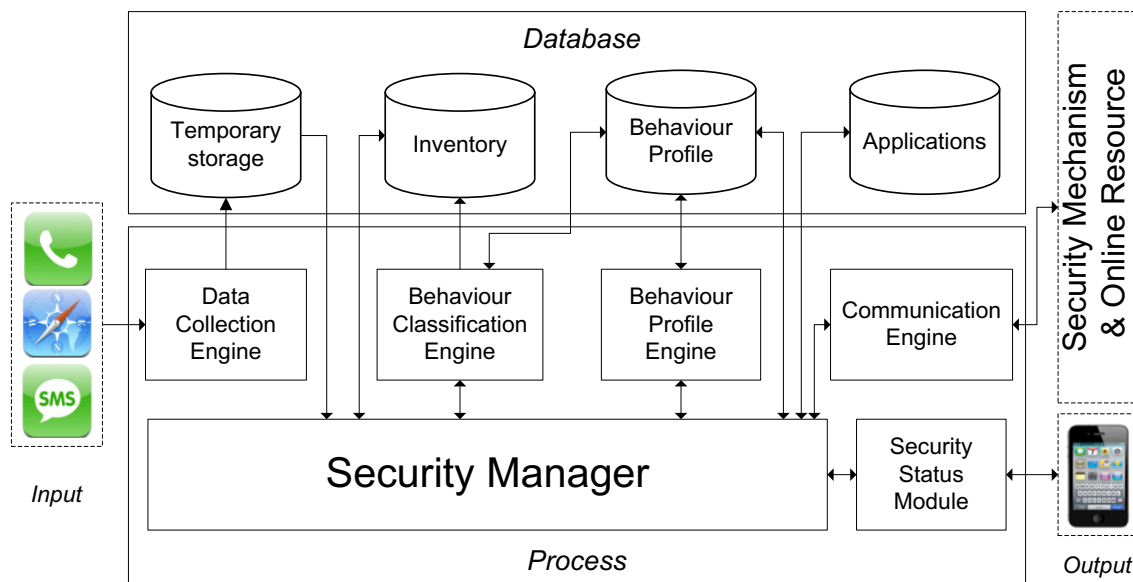 Database
Temporary
storage
Inventory
Behaviour
Profile
Applications
Security Mechanism
& Online Resource
Data
Collection
Engine
Behaviour
Classification
Engine
Behaviour
Profile
Engine
Communication
Engine
SMS
Input
Security Manager
Security
Status
Module
Process
Output